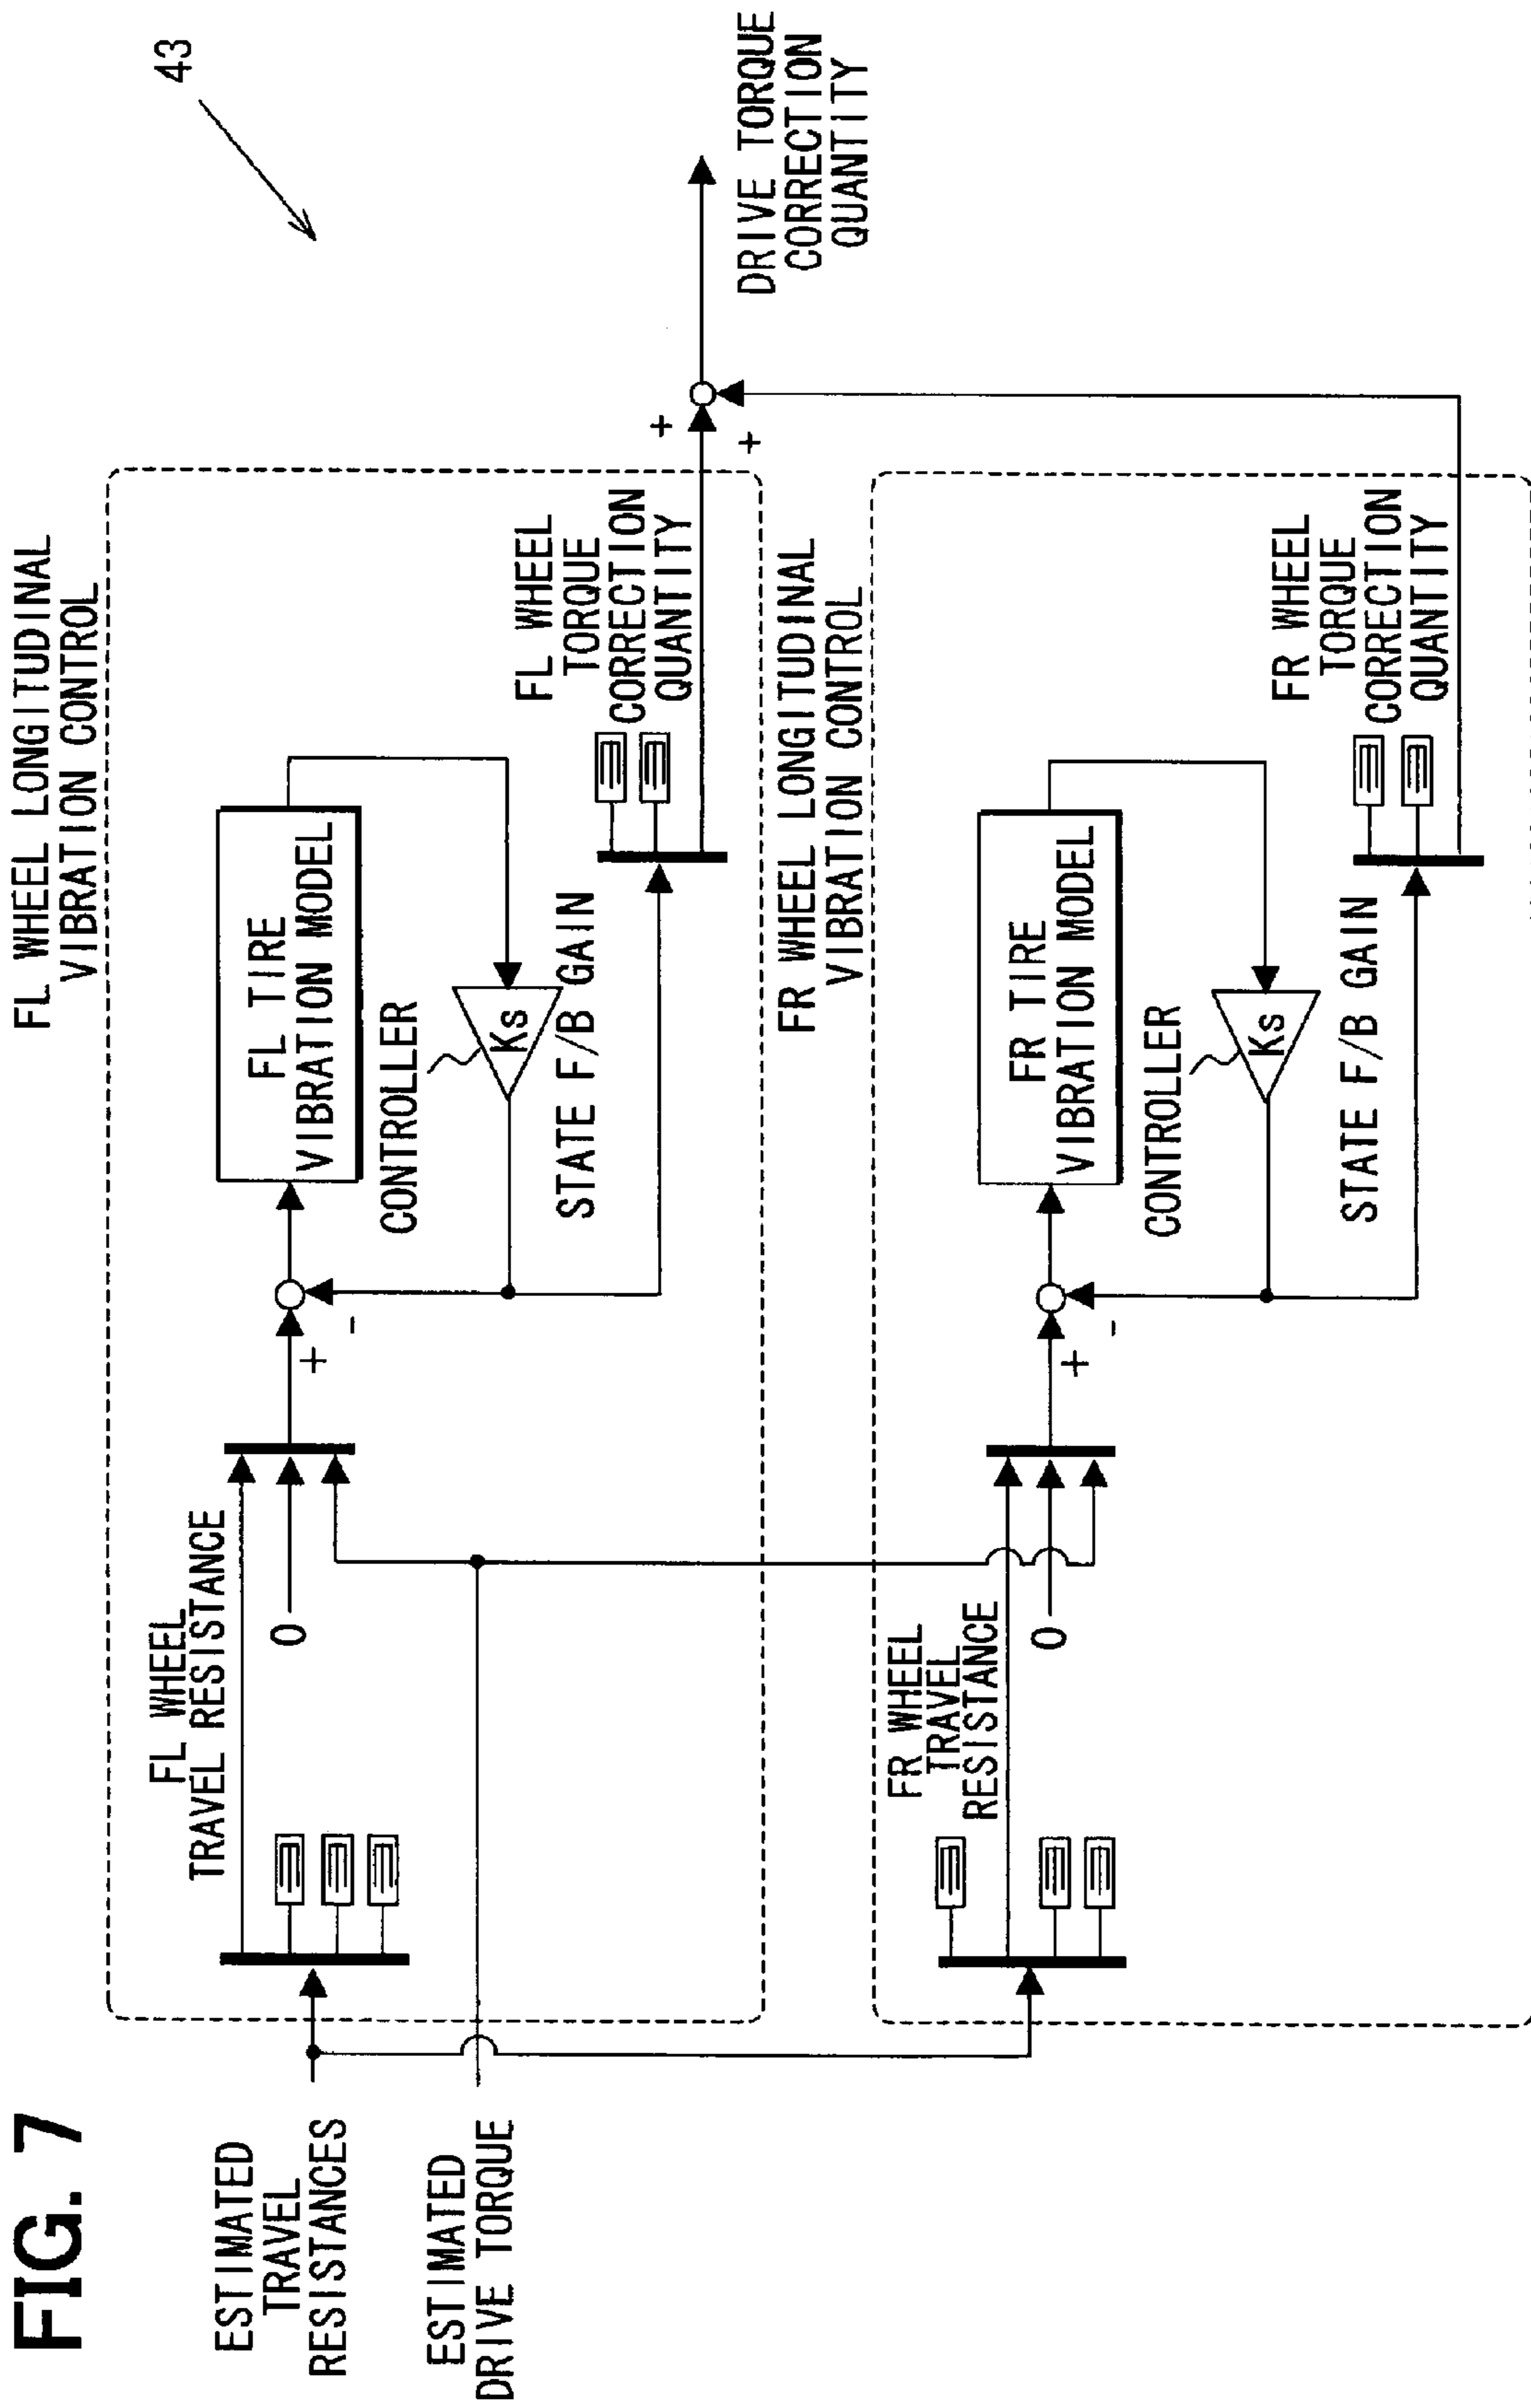 FIG. 7
43
ESTIMATED
TRAVEL
RESISTANCES
ESTIMATED
DRIVE TORQUE
FL WHEEL LONGITUDINAL
VIBRATION CONTROL
FL WHEEL
TRAVEL RESISTANCE
0
+
-
FL TIRE
VIBRATION MODEL
CONTROLLER
Ks
STATE F/B GAIN
FL WHEEL
TORQUE
CORRECTION
QUANTITY
+
+
DRIVE TORQUE
CORRECTION
QUANTITY
FR WHEEL LONGITUDINAL
VIBRATION CONTROL
FR WHEEL
TRAVEL
RESISTANCE
0
+
-
FR TIRE
VIBRATION MODEL
CONTROLLER
Ks
STATE F/B GAIN
FR WHEEL
TORQUE
CORRECTION
QUANTITY